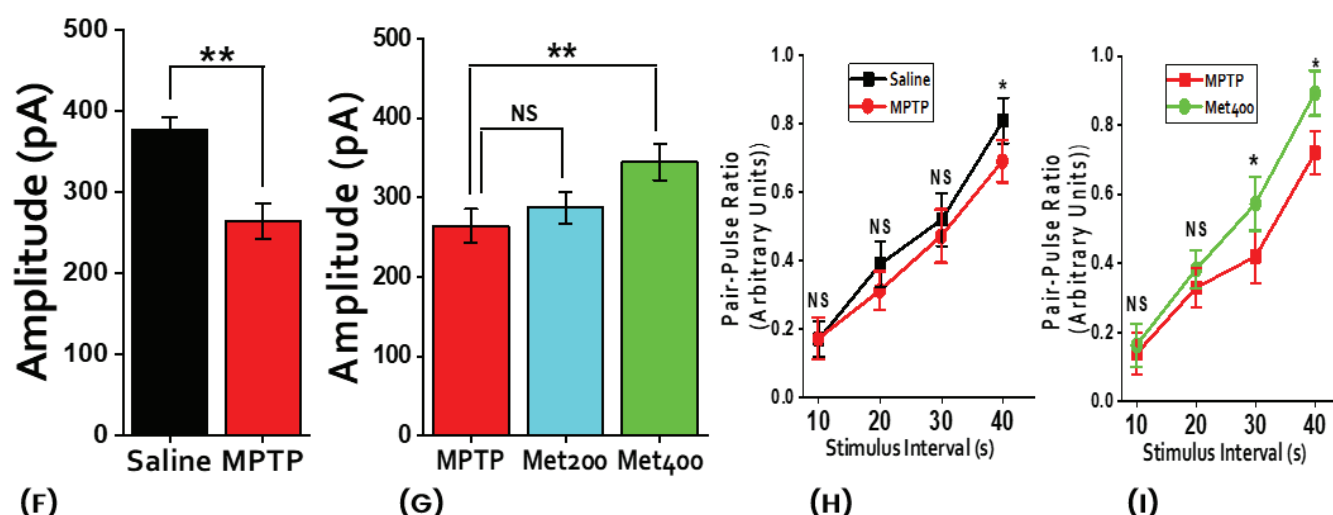 Amplitude (pA)
500
400
300
200
100
0
**
Saline MPTP
(F)
Amplitude (pA)
500
400
300
200
100
0
**
NS
MPTP Met200 Met400
(G)
Pair-Pulse Ratio
(Arbitrary Units))
1.0
0.8
0.6
0.4
0.2
0.0
Saline
MPTP
NS
NS
NS
*
10 20 30 40
Stimulus Interval (s)
(H)
Pair-Pulse Ratio
(Arbitrary Units))
1.0
0.8
0.6
0.4
0.2
0.0
MPTP
Met400
NS
NS
*
*
10 20 30 40
Stimulus Interval (s)
(I)